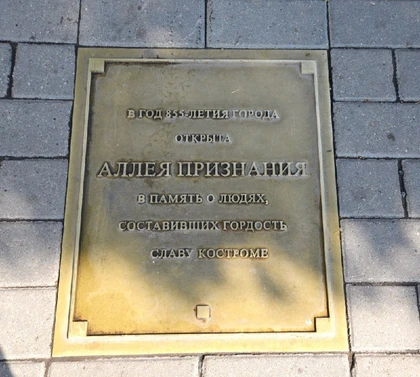 В ГОД 855-ЛЕТИЯ ГОРОДА
ОТКРЫТА
АЛЛЕЯ ПРИЗНАНИЯ
В ПАМЯТЬ О ЛЮДЯХ,
СОСТАВИВШИХ ГОРДОСТЬ
СЛАВУ КОСТРОМЕ